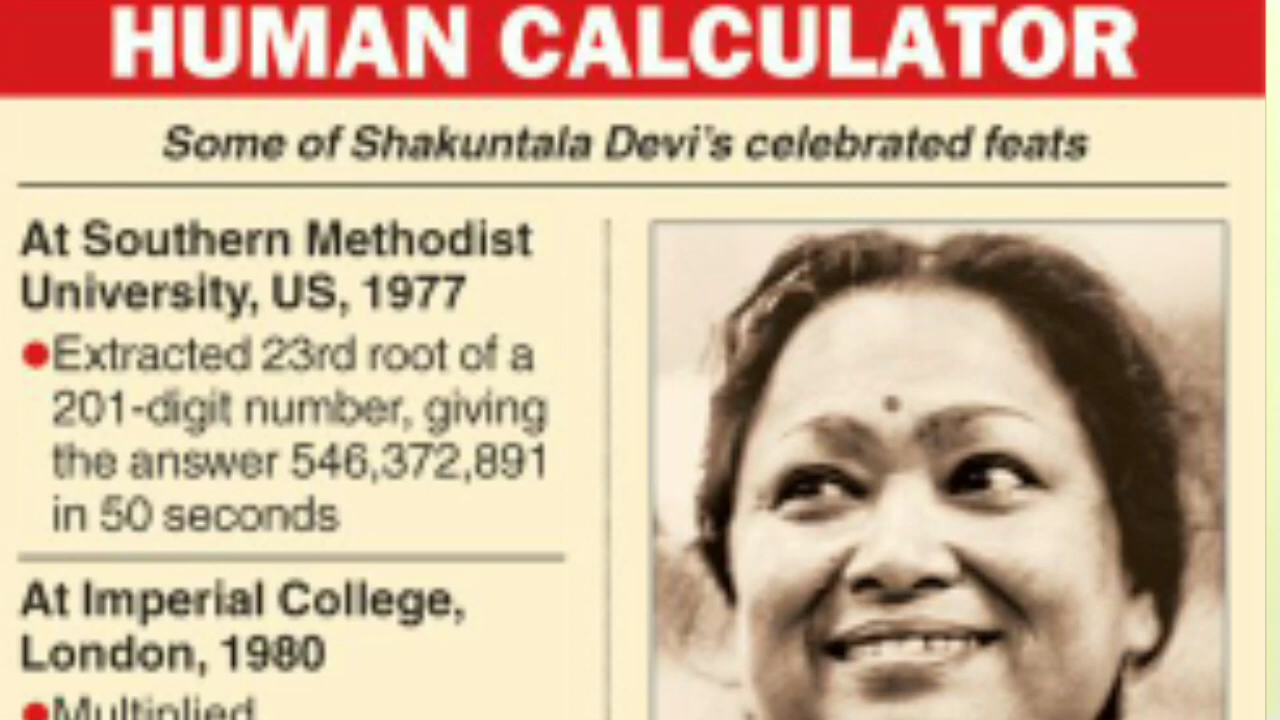 HUMAN CALCULATOR
Some of Shakuntala Devi's celebrated feats
At Southern Methodist
University, US, 1977
●Extracted 23rd root of a
201-digit number, giving
the answer 546,372,891
in 50 seconds
At Imperial College,
London, 1980
●Multiplied